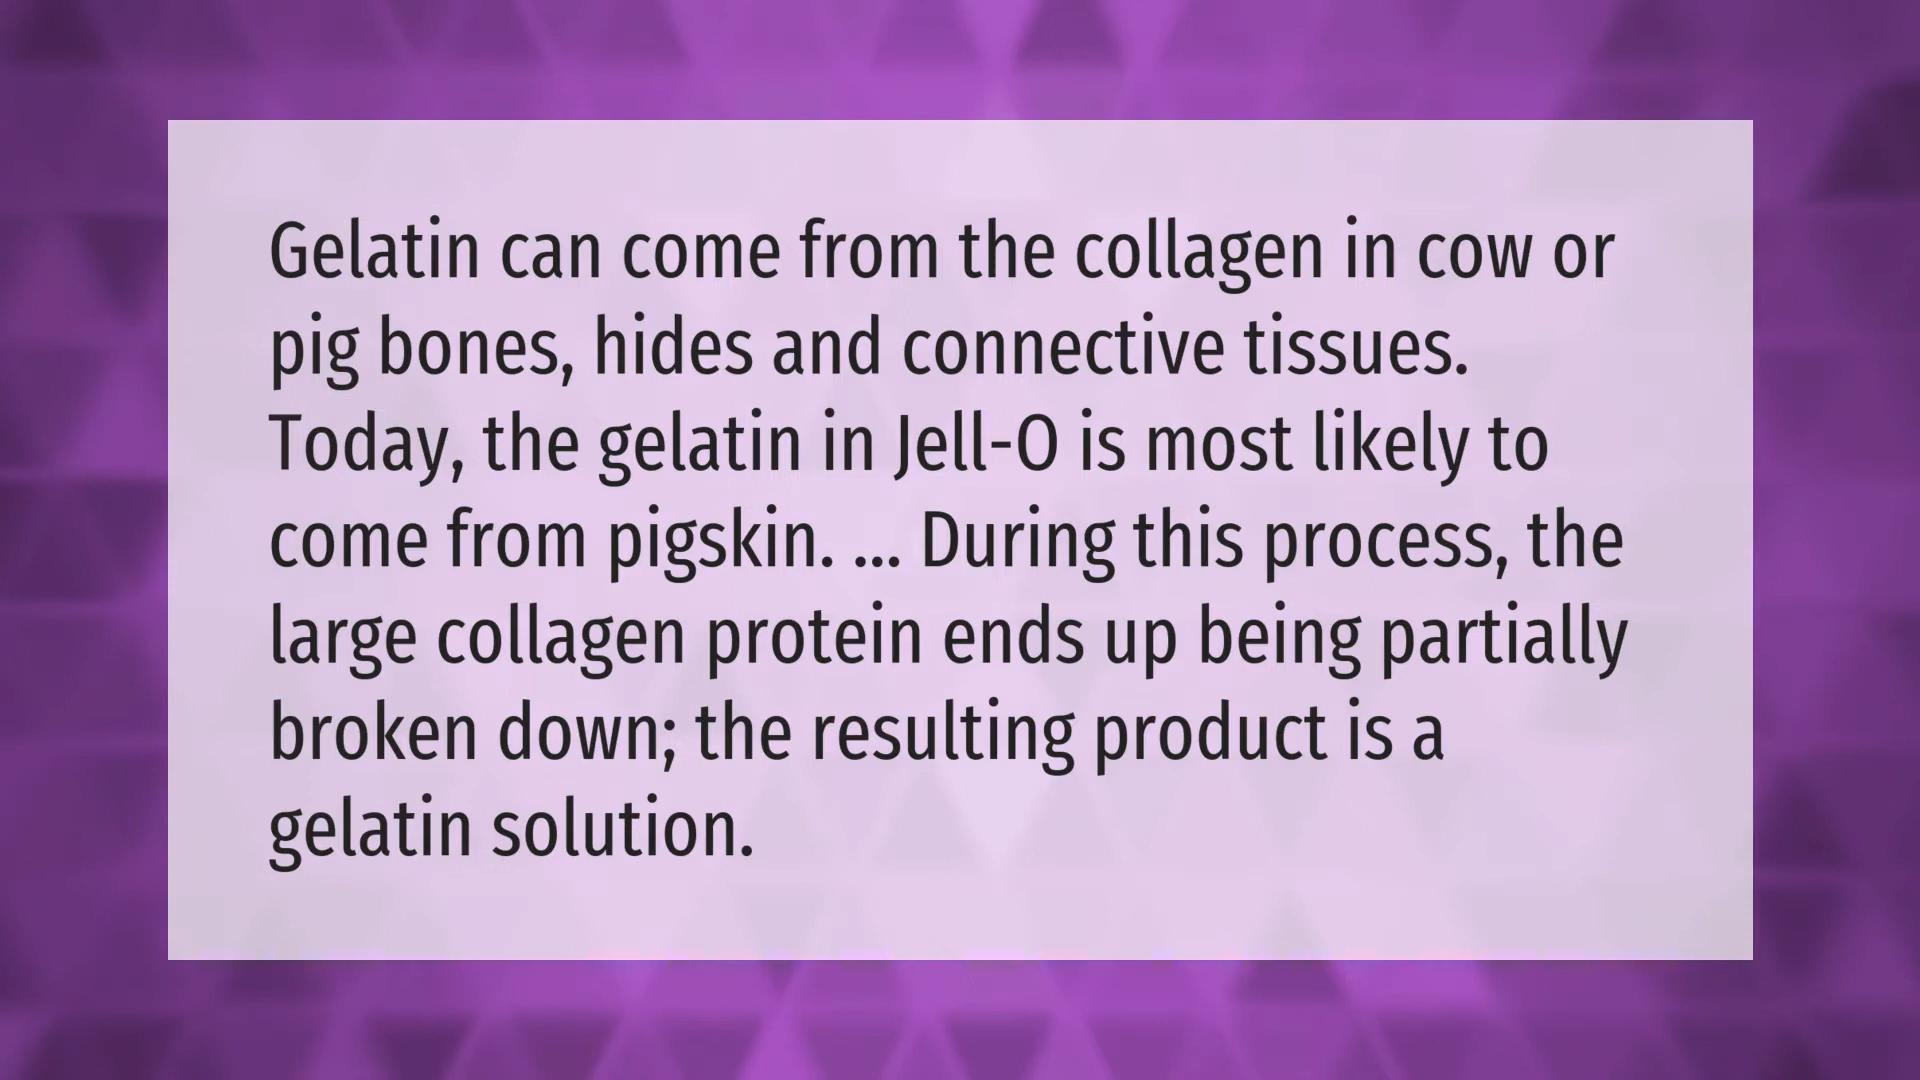 Gelatin can come from the collagen in cow or
pig bones, hides and connective tissues.
Today, the gelatin in Jell-O is most likely to
come from pigskin. ... During this process, the
large collagen protein ends up being partially
broken down; the resulting product is a
gelatin solution.